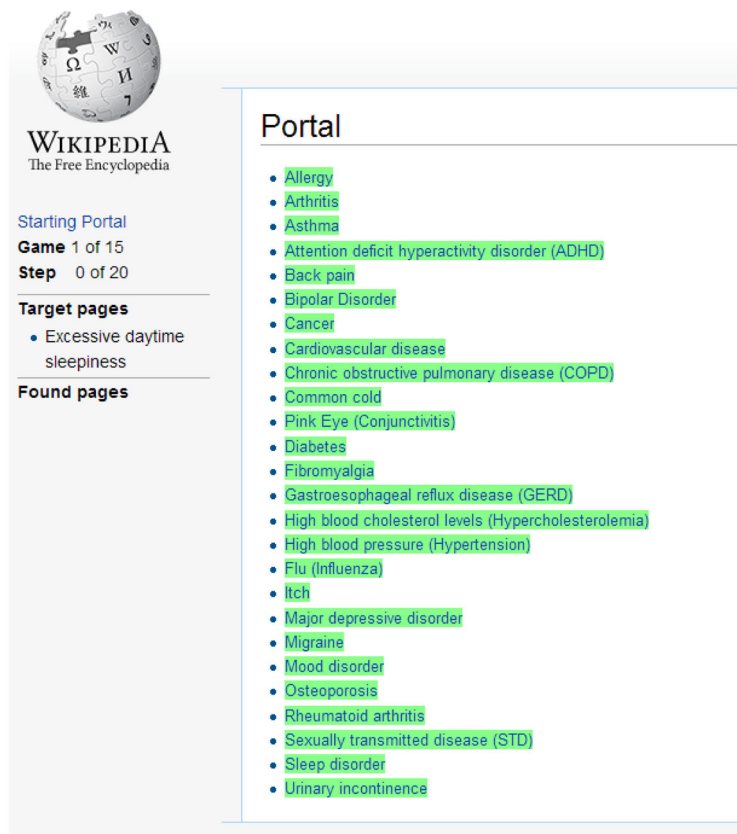 WIKIPEDIA
The Free Encyclopedia
Starting Portal
Game 1 of 15
Step 0 of 20
Target pages
Excessive daytime
sleepiness
Found pages
Portal
Allergy
Arthritis
Asthma
Attention deficit hyperactivity disorder (ADHD)
Back pain
Bipolar Disorder
Cancer
Cardiovascular disease
Chronic obstructive pulmonary disease (COPD)
Common cold
Pink Eye (Conjunctivitis)
Diabetes
Fibromyalgia
Gastroesophageal reflux disease (GERD)
High blood cholesterol levels (Hypercholesterolemia)
High blood pressure (Hypertension)
Flu (Influenza)
Itch
Major depressive disorder
Migraine
Mood disorder
Osteoporosis
Rheumatoid arthritis
Sexually transmitted disease (STD)
Sleep disorder
Urinary incontinence